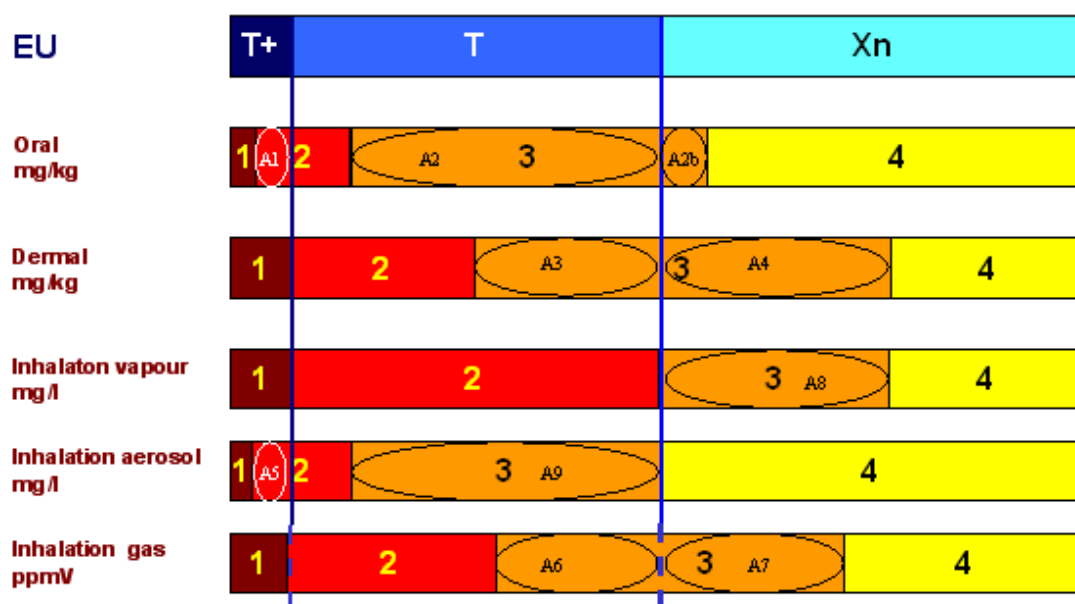 EU T+ T Xn
Oral
mg/kg
1 A1 2 A2 3 A2b 4
Dermal
mg/kg
1 2 A3 3 A4 4
Inhalaton vapour
mg/l
1 2 3 A8 4
Inhalation aerosol
mg/l
1 A5 2 3 A9 4
Inhalation gas
ppmV
1 2 A6 3 A7 4